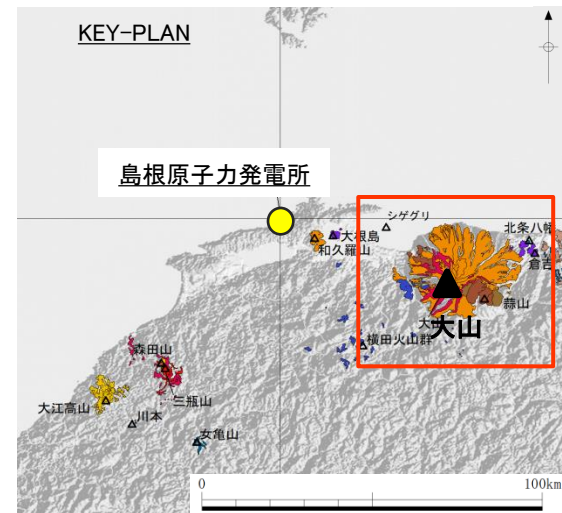 KEY-PLAN
島根原子力発電所
シゲグリ
北条八幡
大根島
倉吉
和久羅山
蒜山
大山
横田火山群
森田山
三瓶山
大江高山
川本
女亀山
0
100km